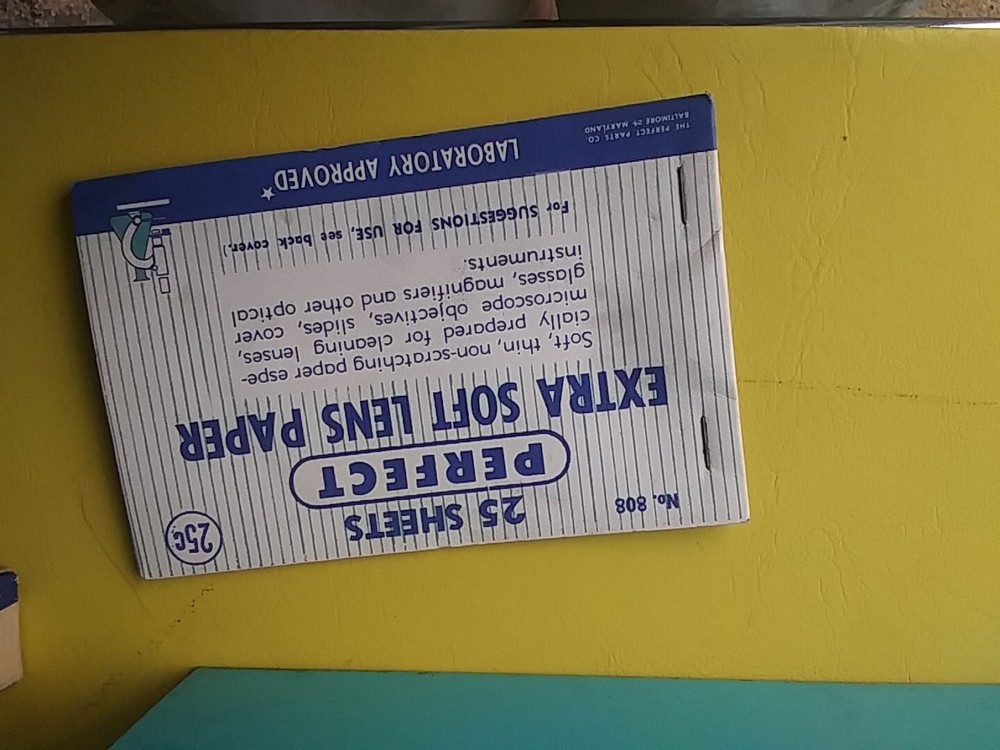 No. 808
25 SHEETS
25¢
PERFECT
EXTRA SOFT LENS PAPER
Soft, thin, non-scratching paper espe-
cially prepared for cleaning lenses,
microscope objectives, slides, cover
glasses, magnifiers and other optical
instruments.
For SUGGESTIONS FOR USE, see back cover.)
THE PERFECT PARTS CO.
BALTIMORE 24 MARYLAND
LABORATORY APPROVED*